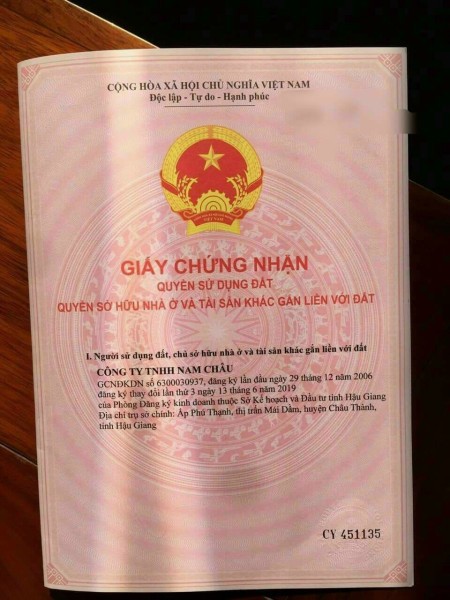 CỘNG HÒA XÃ HỘI CHỦ NGHĨA VIỆT NAM
Độc lập - Tự do - Hạnh phúc
VIỆT NAM
GIẤY CHỨNG NHẬN
QUYỀN SỬ DỤNG ĐẤT
QUYỀN SỞ HỮU NHÀ Ở VÀ TÀI SẢN KHÁC GẮN LIỀN VỚI ĐẤT
I. Người sử dụng đất, chủ sở hữu nhà ở và tài sản khác gắn liền với đất
CÔNG TY TNHH NAM CHÂU
GCNĐKDN số 6300030937, đăng ký lần đầu ngày 29 tháng 12 năm 2006
đăng ký thay đổi lần thứ 3 ngày 13 tháng 6 năm 2019
của Phòng Đăng ký kinh doanh thuộc Sở Kế hoạch và Đầu tư tỉnh Hậu Giang
Địa chỉ trụ sở chính: Ấp Phú Thạnh, thị trấn Mái Dầm, huyện Châu Thành,
tỉnh Hậu Giang
CY 451135